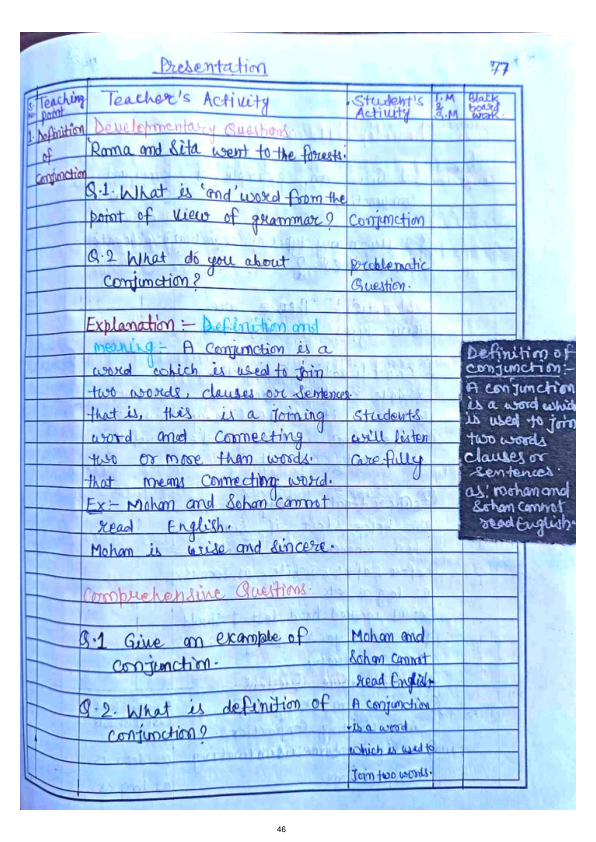 Presentation
77
S. No.
Teaching point
Teacher's Activity
Student's Activity
T.M & S.M
Black board work.
1. Definition of Conjunction
Developmentary Questions.
Rama and Sita went to the forests.
Q.1. What is 'and' word from the
point of view of grammar?
Conjunction
Q.2 What do you about
conjunction?
Problematic
Question.
Explanation :- Definition and
meaning :- A Conjunction is a
word which is used to join
two words, clauses or sentences
that is, this is a Joining
word and Connecting
two or more than words.
that means Connecting word.
Ex:- Mohan and Sohan Cannot
read English.
Moham is wise and sincere.
Students
will listen
Carefully
Definition of
conjunction:-
A conjunction
is a word which
is used to join
two words
clauses or
sentences
as: mohan and
Sohan cannot
read English.
Comprehensive Questions.
Q.1 Give an example of
conjunction.
Mohan and
Sohan Cannot
read English
Q.2. What is definition of
conjunction?
A conjunction
is a word
which is used to
Join two words.
46